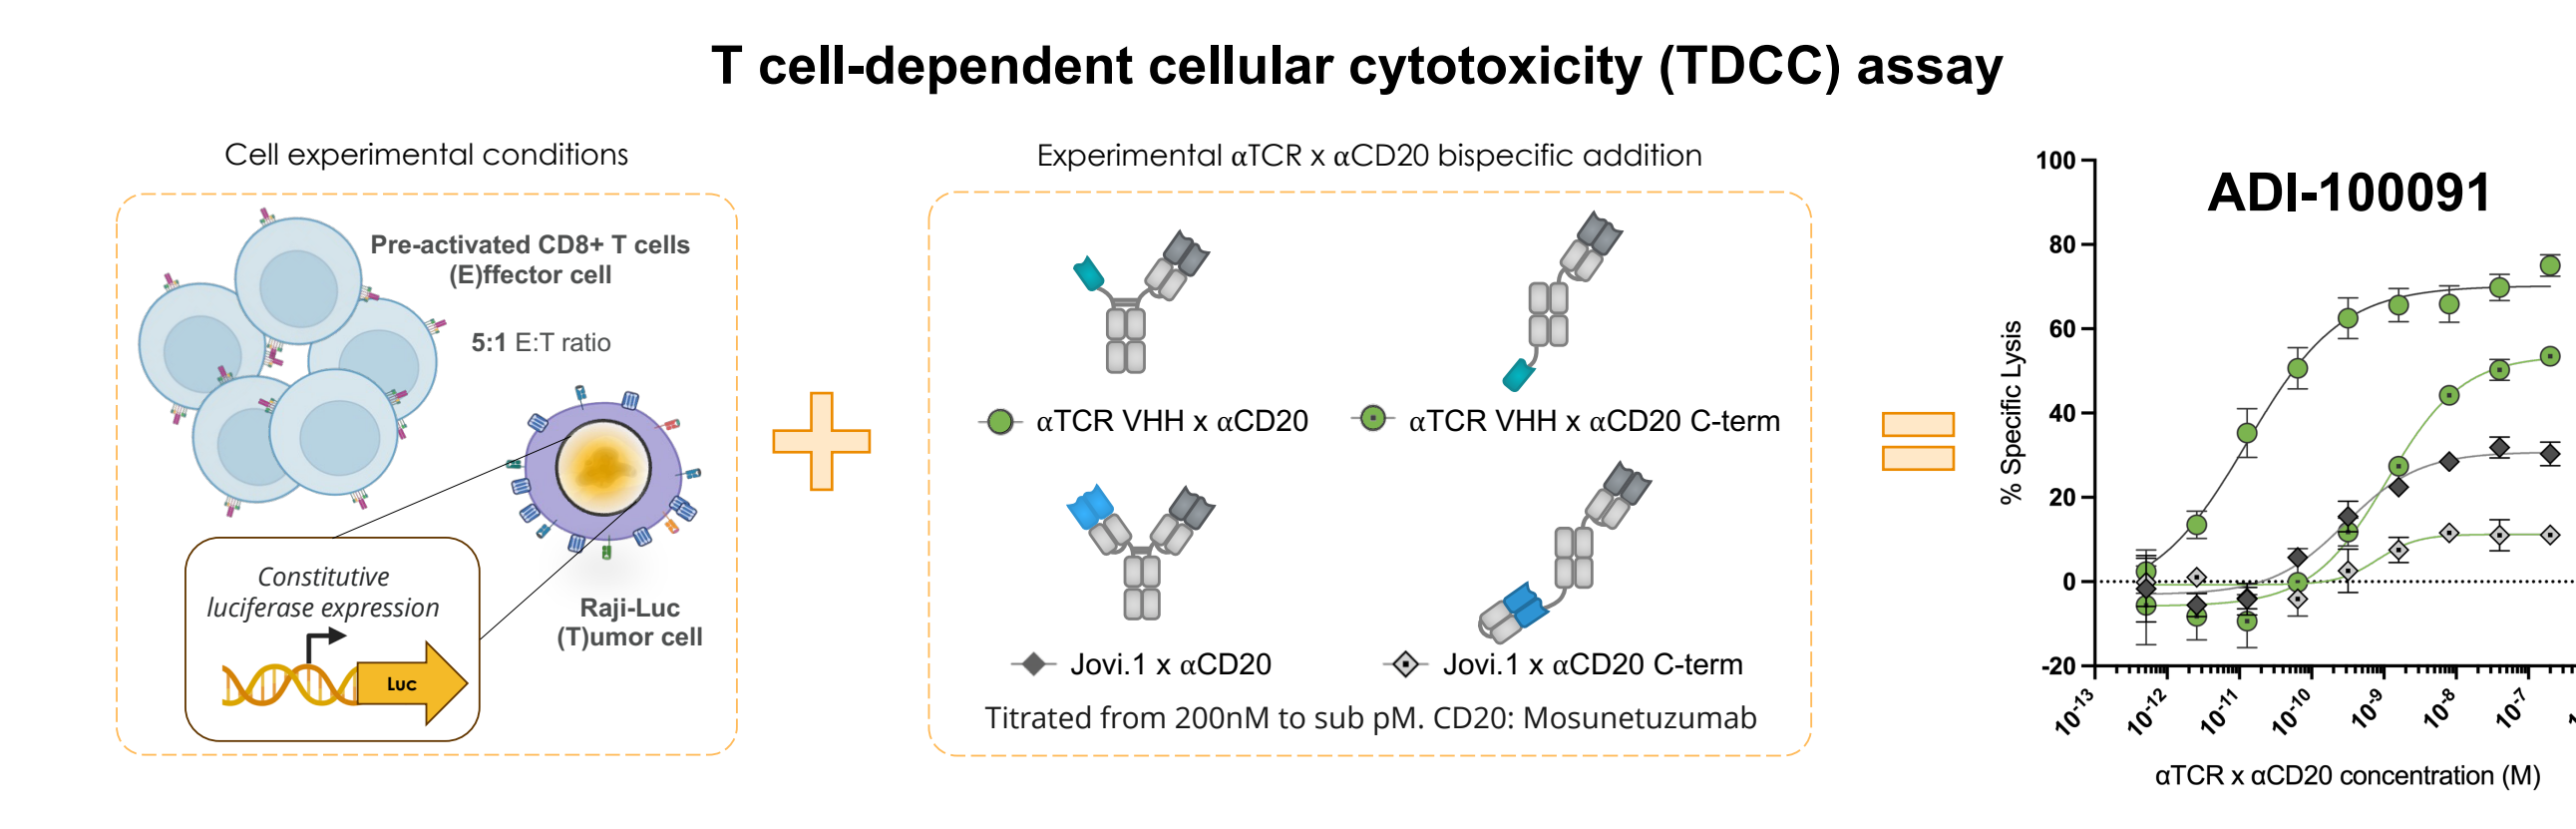 T cell-dependent cellular cytotoxicity (TDCC) assay
Cell experimental conditions
Pre-activated CD8+ T cells
(E)ffector cell
5:1 E:T ratio
Constitutive
luciferase expression
Luc
Raji-Luc
(T)umor cell
Experimental αTCR x αCD20 bispecific addition
αTCR VHH x αCD20
αTCR VHH x αCD20 C-term
Jovi.1 x αCD20
Jovi.1 x αCD20 C-term
Titrated from 200nM to sub pM. CD20: Mosunetuzumab
ADI-100091
% Specific Lysis
100
80
60
40
20
0
-20
10-13
10-12
10-11
10-10
10-9
10-8
10-7
αTCR x αCD20 concentration (M)